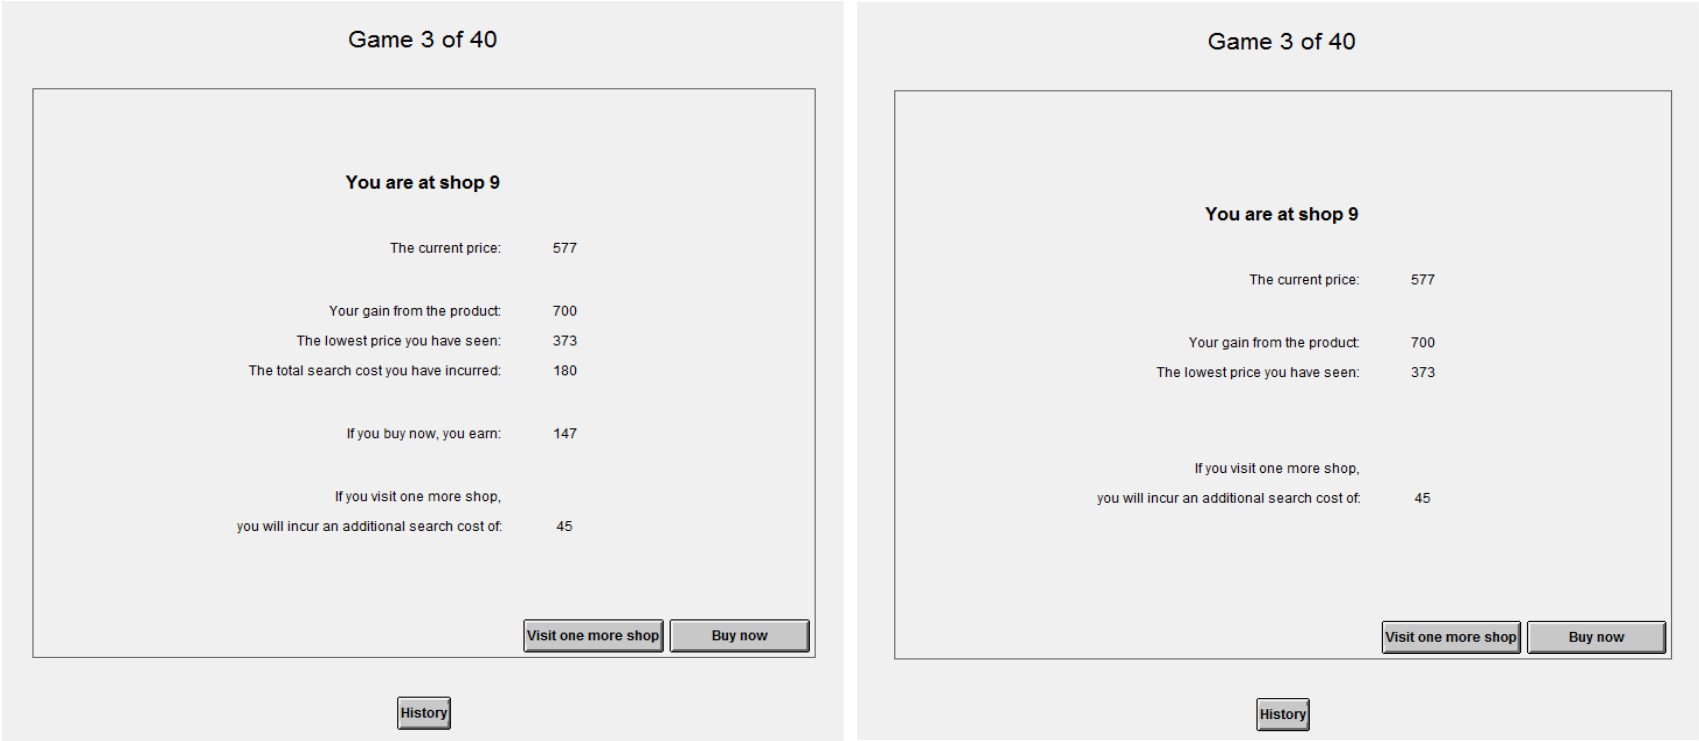 Game 3 of 40
You are at shop 9
The current price: 577
Your gain from the product: 700
The lowest price you have seen: 373
The total search cost you have incurred: 180
If you buy now, you earn: 147
If you visit one more shop,
you will incur an additional search cost of: 45
Visit one more shop Buy now
History
Game 3 of 40
You are at shop 9
The current price: 577
Your gain from the product: 700
The lowest price you have seen: 373
If you visit one more shop,
you will incur an additional search cost of: 45
Visit one more shop Buy now
History